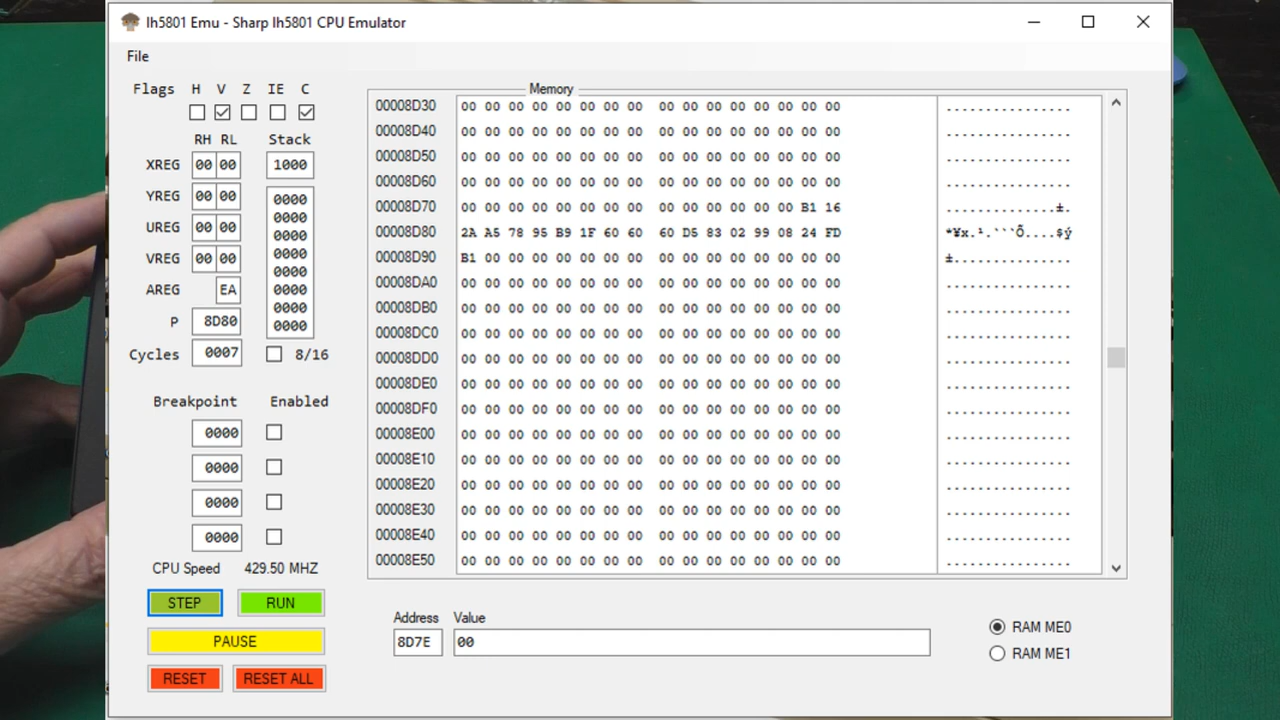 lh5801 Emu - Sharp lh5801 CPU Emulator
File
Flags H V Z IE C
RH RL Stack
XREG 00 00 1000
YREG 00 00
UREG 00 00
VREG 00 00
AREG EA
P 8D80
Cycles 0007 8/16
0000
0000
0000
0000
0000
0000
0000
0000
Breakpoint Enabled
0000
0000
0000
0000
CPU Speed 429.50 MHZ
STEP RUN
PAUSE
RESET RESET ALL
Memory
00008D30 00 00 00 00 00 00 00 00 00 00 00 00 00 00 00 00 ................
00008D40 00 00 00 00 00 00 00 00 00 00 00 00 00 00 00 00 ................
00008D50 00 00 00 00 00 00 00 00 00 00 00 00 00 00 00 00 ................
00008D60 00 00 00 00 00 00 00 00 00 00 00 00 00 00 00 00 ................
00008D70 00 00 00 00 00 00 00 00 00 00 00 00 00 00 B1 16 ..............±.
00008D80 2A A5 78 95 B9 1F 60 60 60 D5 83 02 99 08 24 FD *¥x.¹.```Õ....$ý
00008D90 B1 00 00 00 00 00 00 00 00 00 00 00 00 00 00 00 ±...............
00008DA0 00 00 00 00 00 00 00 00 00 00 00 00 00 00 00 00 ................
00008DB0 00 00 00 00 00 00 00 00 00 00 00 00 00 00 00 00 ................
00008DC0 00 00 00 00 00 00 00 00 00 00 00 00 00 00 00 00 ................
00008DD0 00 00 00 00 00 00 00 00 00 00 00 00 00 00 00 00 ................
00008DE0 00 00 00 00 00 00 00 00 00 00 00 00 00 00 00 00 ................
00008DF0 00 00 00 00 00 00 00 00 00 00 00 00 00 00 00 00 ................
00008E00 00 00 00 00 00 00 00 00 00 00 00 00 00 00 00 00 ................
00008E10 00 00 00 00 00 00 00 00 00 00 00 00 00 00 00 00 ................
00008E20 00 00 00 00 00 00 00 00 00 00 00 00 00 00 00 00 ................
00008E30 00 00 00 00 00 00 00 00 00 00 00 00 00 00 00 00 ................
00008E40 00 00 00 00 00 00 00 00 00 00 00 00 00 00 00 00 ................
00008E50 00 00 00 00 00 00 00 00 00 00 00 00 00 00 00 00 ................
Address Value
8D7E 00
RAM ME0
RAM ME1